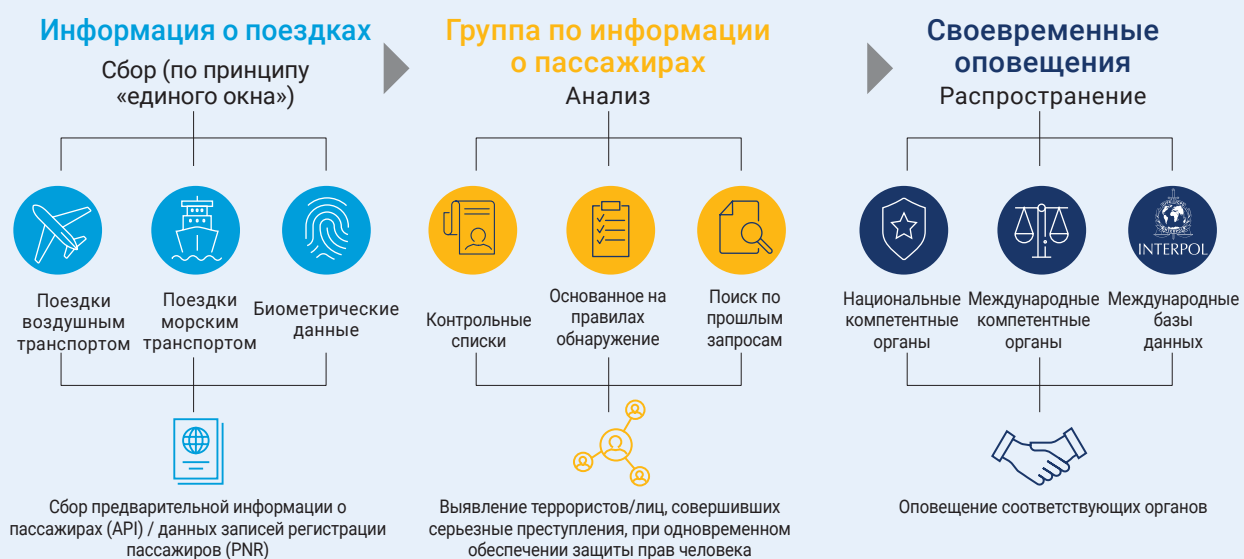 Информация о поездках
Сбор (по принципу
«единого окна»)
Поездки
воздушным
транспортом
Поездки
морским
транспортом
Биометрические
данные
Сбор предварительной информации о
пассажирах (API) / данных записей регистрации
пассажиров (PNR)
Группа по информации
о пассажирах
Анализ
Контрольные
списки
Основанное на
правилах
обнаружение
Поиск по
прошлым
запросам
Выявление террористов/лиц, совершивших
серьезные преступления, при одновременном
обеспечении защиты прав человека
Своевременные
оповещения
Распространение
INTERPOL
Национальные
компетентные
органы
Международные
компетентные
органы
Международные
базы
данных
Оповещение соответствующих органов